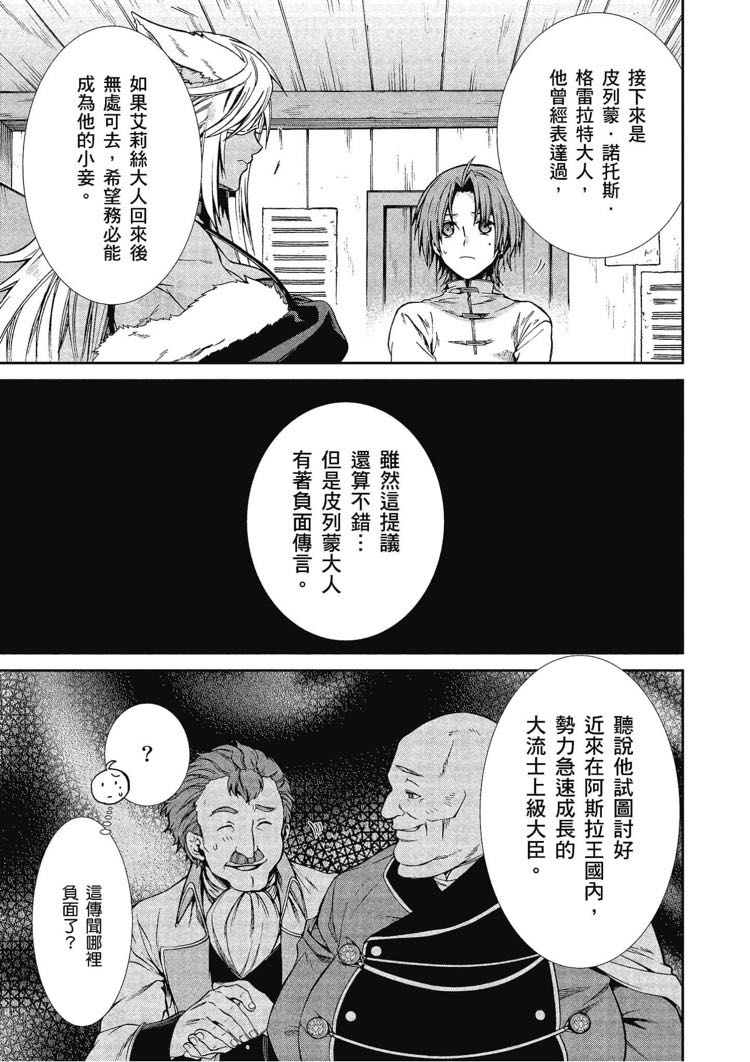 接下來是
皮列蒙．諾托斯．
格雷拉特大人，
他曾經表達過，
如果艾莉絲大人回來後
無處可去，希望務必能
成為他的小妾。
雖然這提議
還算不錯…
但是皮列蒙大人
有著負面傳言。
聽說他試圖討好
近來在阿斯拉王國內，
勢力急速成長的
大流士上級大臣。
？
這傳聞哪裡
負面了？